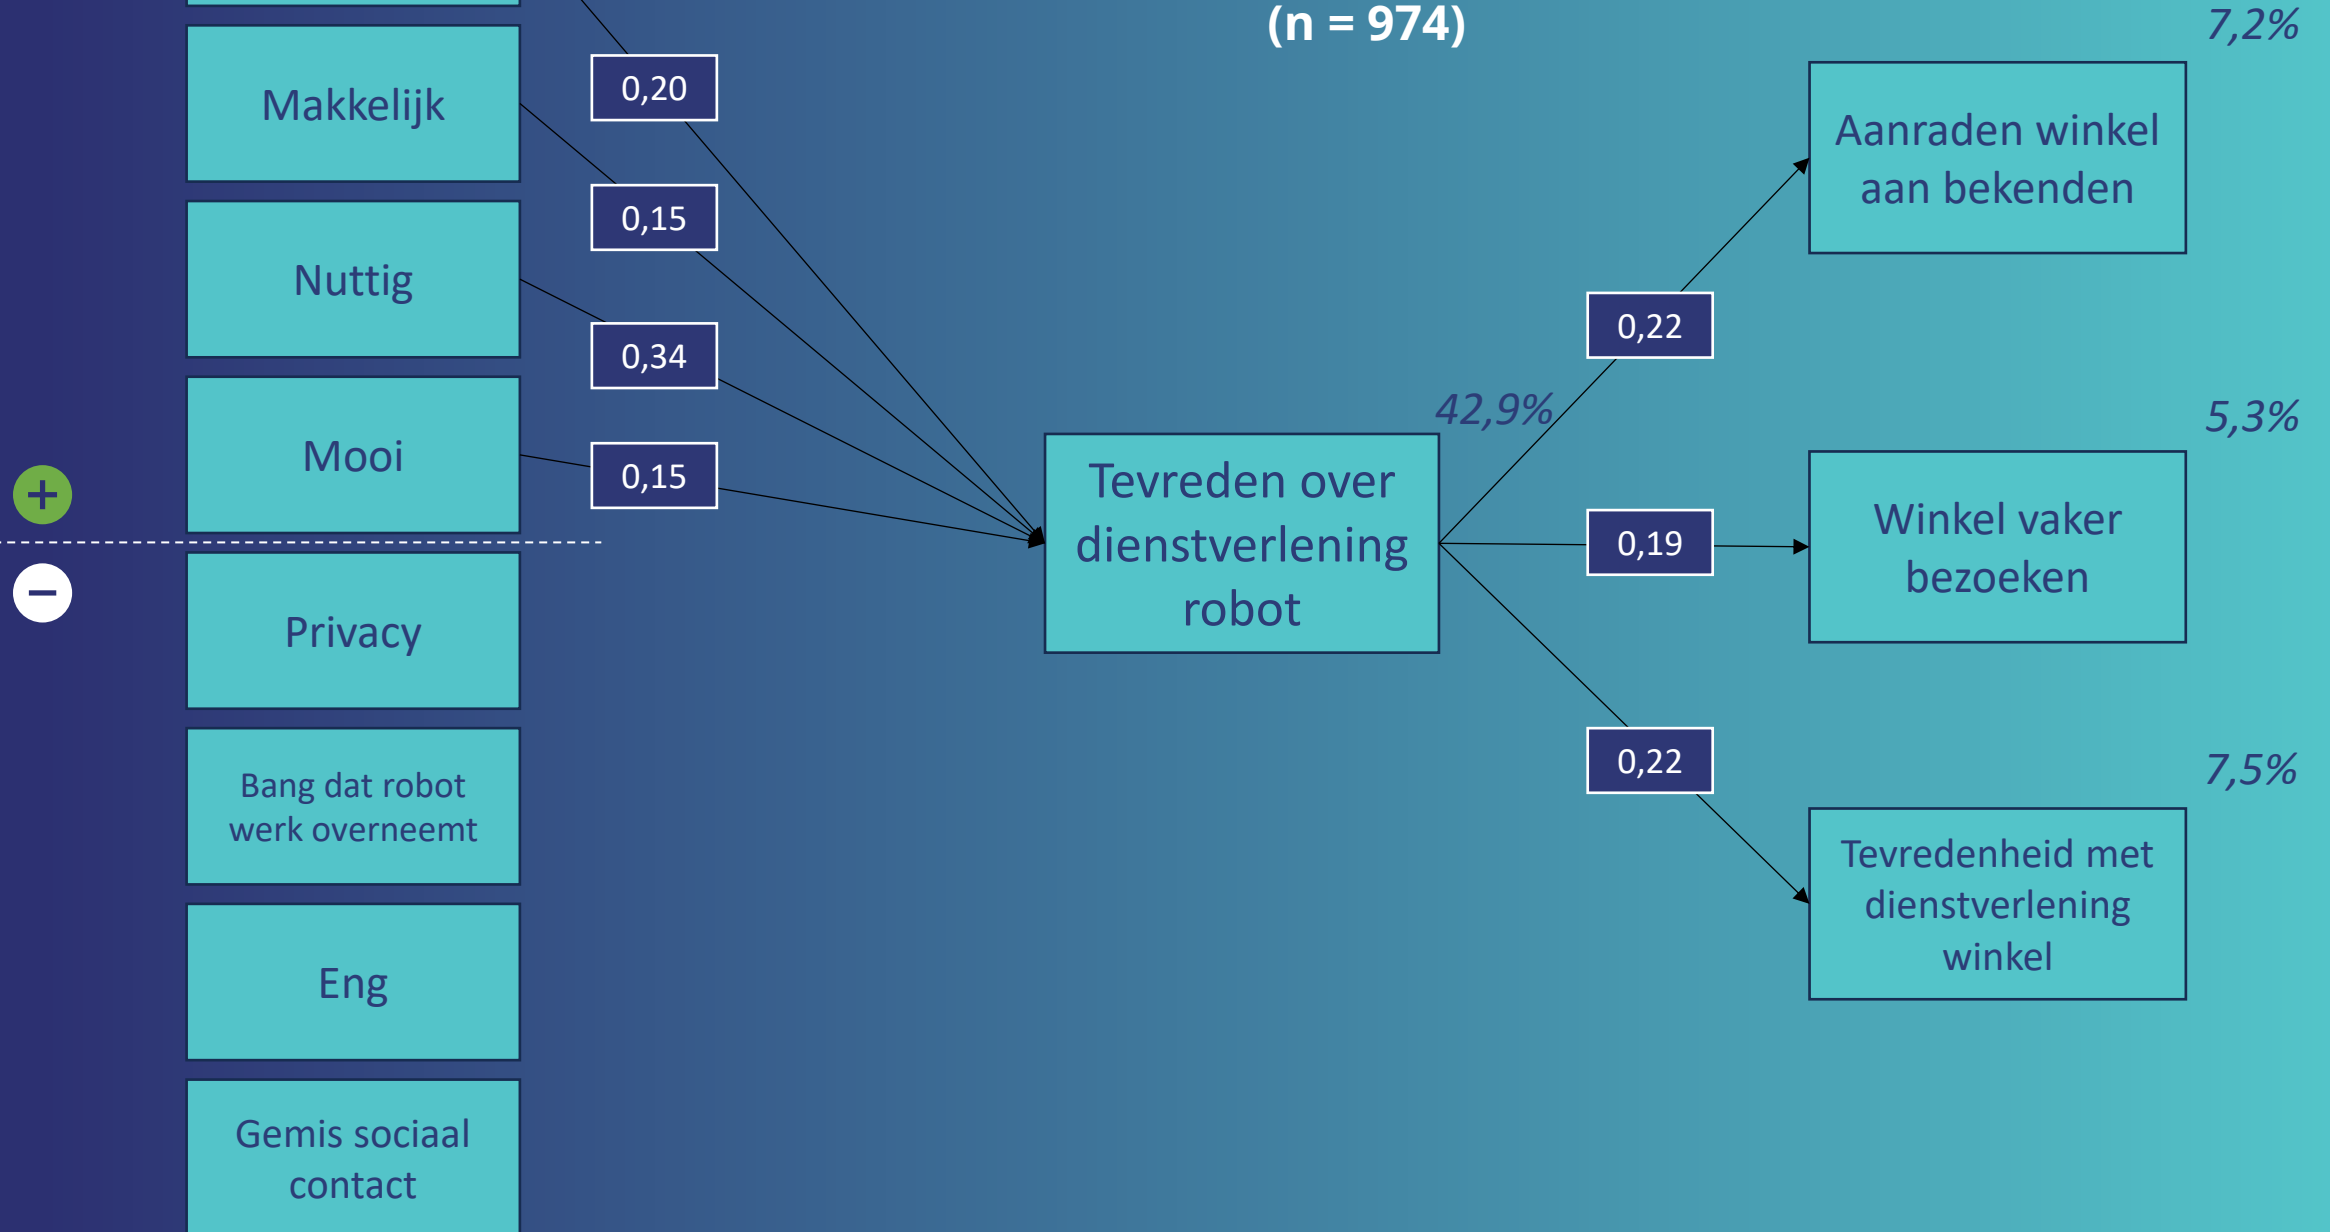 (n = 974)
7,2%
Makkelijk
0,20
Aanraden winkel
aan bekenden
0,15
Nuttig
0,22
0,34
42,9%
5,3%
Mooi
0,15
+
Tevreden over
dienstverlening
robot
0,19
Winkel vaker
bezoeken
−
Privacy
0,22
7,5%
Bang dat robot
werk overneemt
Tevredenheid met
dienstverlening
winkel
Eng
Gemis sociaal
contact